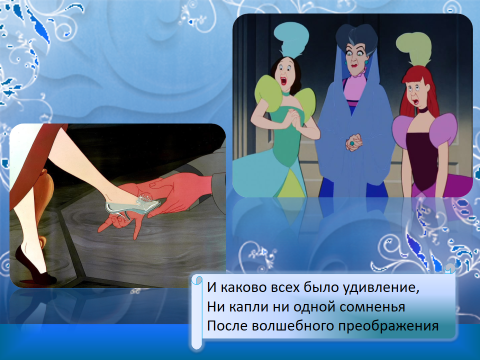 И каково всех было удивление,
Ни капли ни одной сомненья
После волшебного преображения